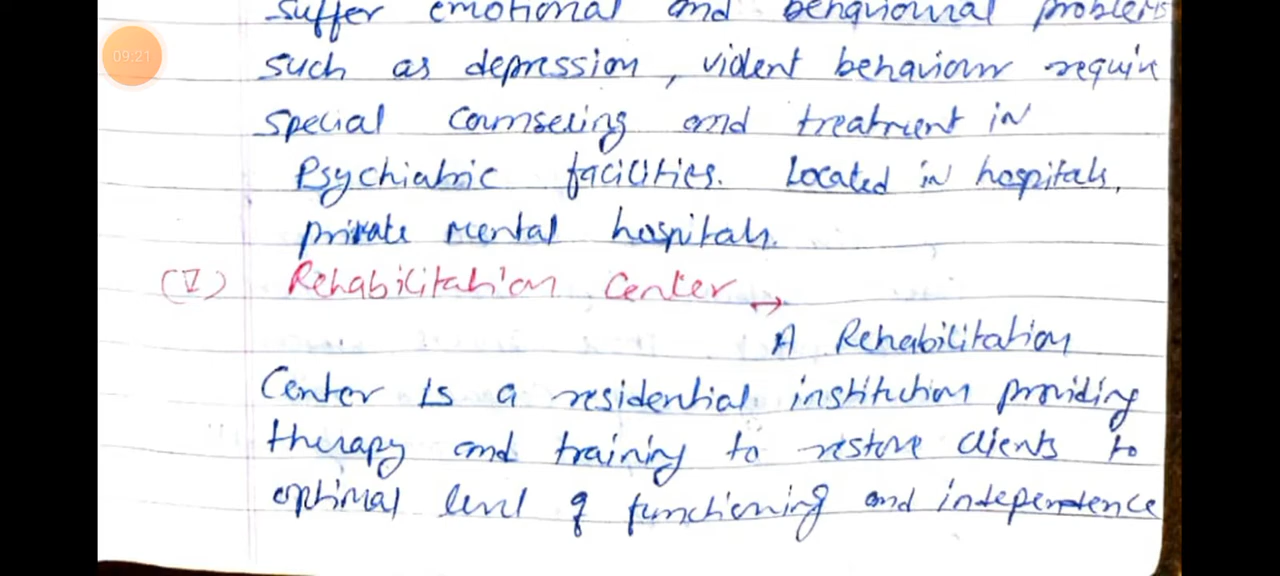 suffer emotional and behavioural problems
09:21
such as depression, violent behaviour require
special counseling and treatment in
Psychiatric facilities. Located in hospitals,
private mental hospitals.
(V) Rehabilitation Center →
A Rehabilitation
Center is a residential institution providing
therapy and training to restore clients to
optimal level of functioning and independence